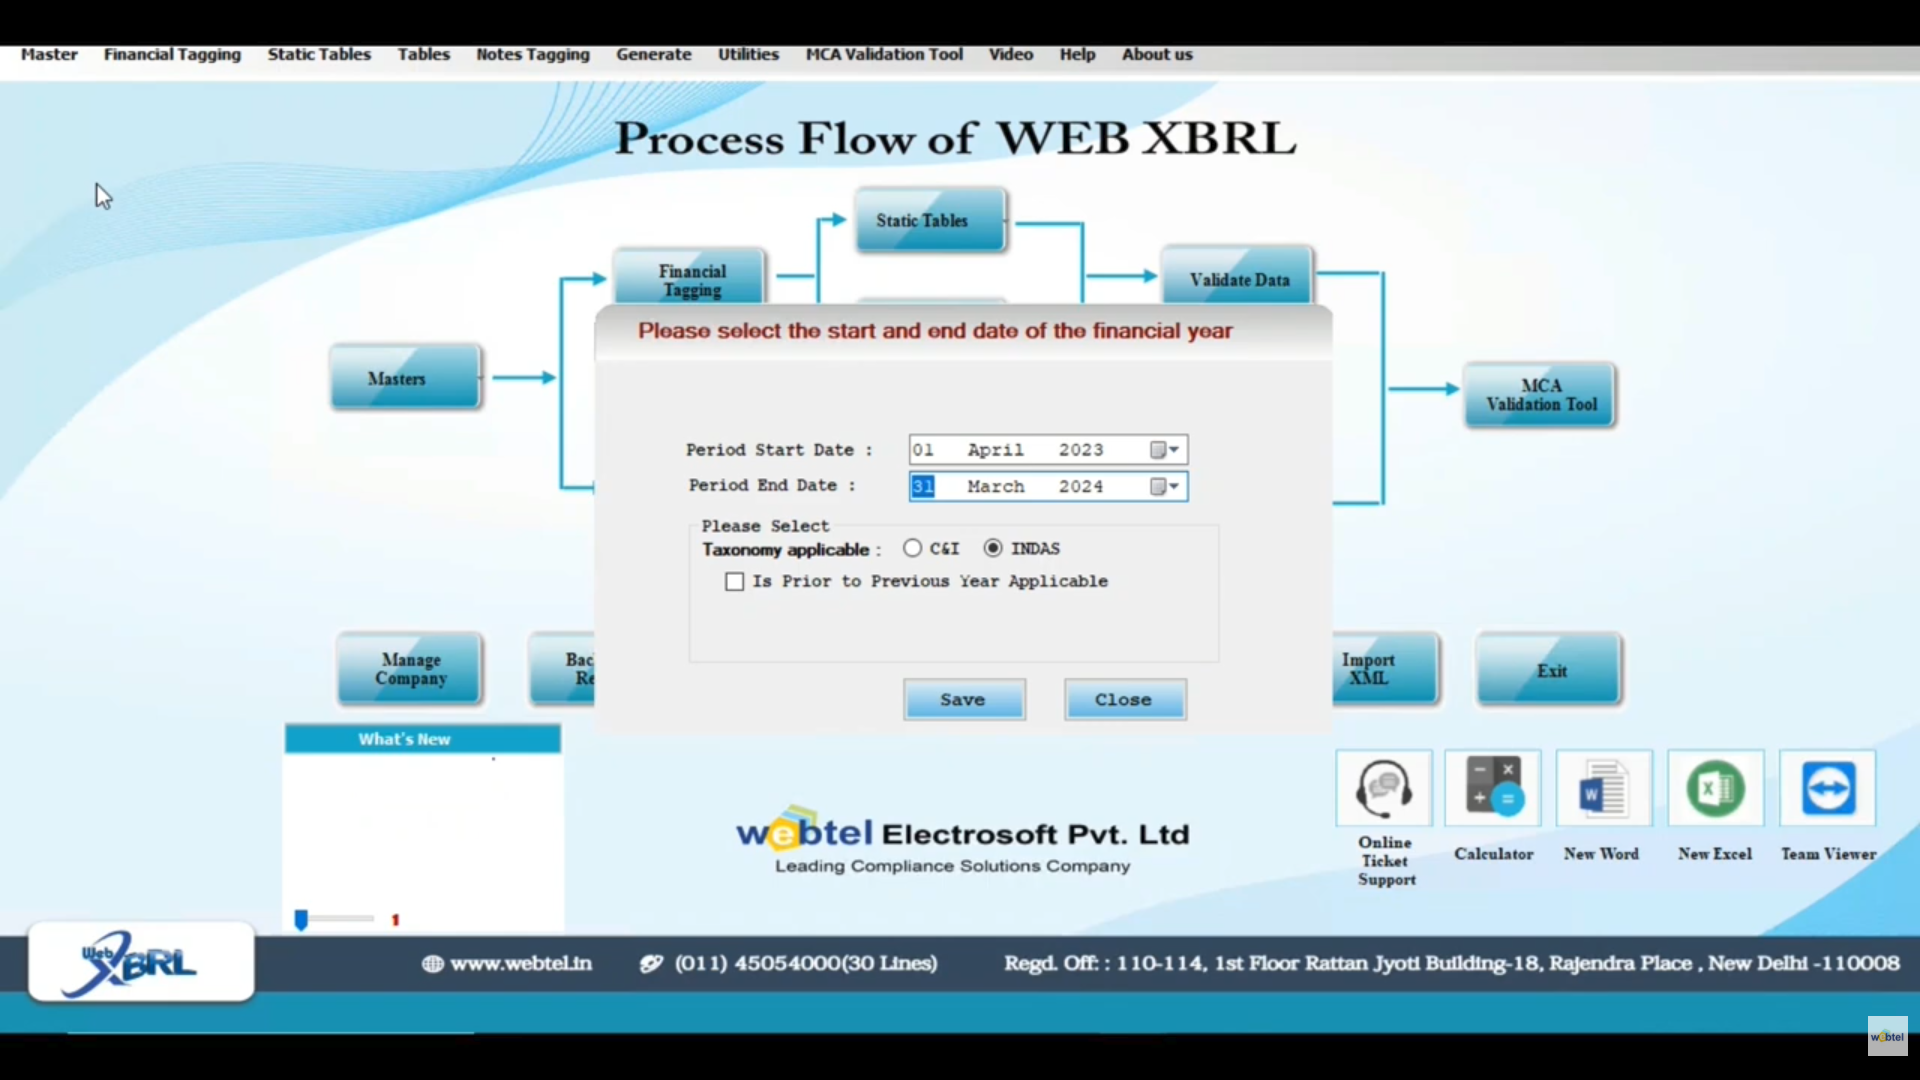 Master Financial Tagging Static Tables Tables Notes Tagging Generate Utilities MCA Validation Tool Video Help About us
Process Flow of WEB XBRL
Static Tables
Financial
Tagging
Validate Data
Please select the start and end date of the financial year
Masters
MCA
Validation Tool
Period Start Date : 01 April 2023
Period End Date : 31 March 2024
Please Select
Taxonomy applicable : C&I INDAS
Is Prior to Previous Year Applicable
Manage
Company
Bac
Re
Import
XML
Exit
Save Close
What's New
1
webtel Electrosoft Pvt. Ltd
Leading Compliance Solutions Company
Online
Ticket
Support
Calculator
New Word
New Excel
Team Viewer
Web XBRL
www.webtel.in (011) 45054000(30 Lines) Regd. Off: : 110-114, 1st Floor Rattan Jyoti Building-18, Rajendra Place , New Delhi -110008
webtel